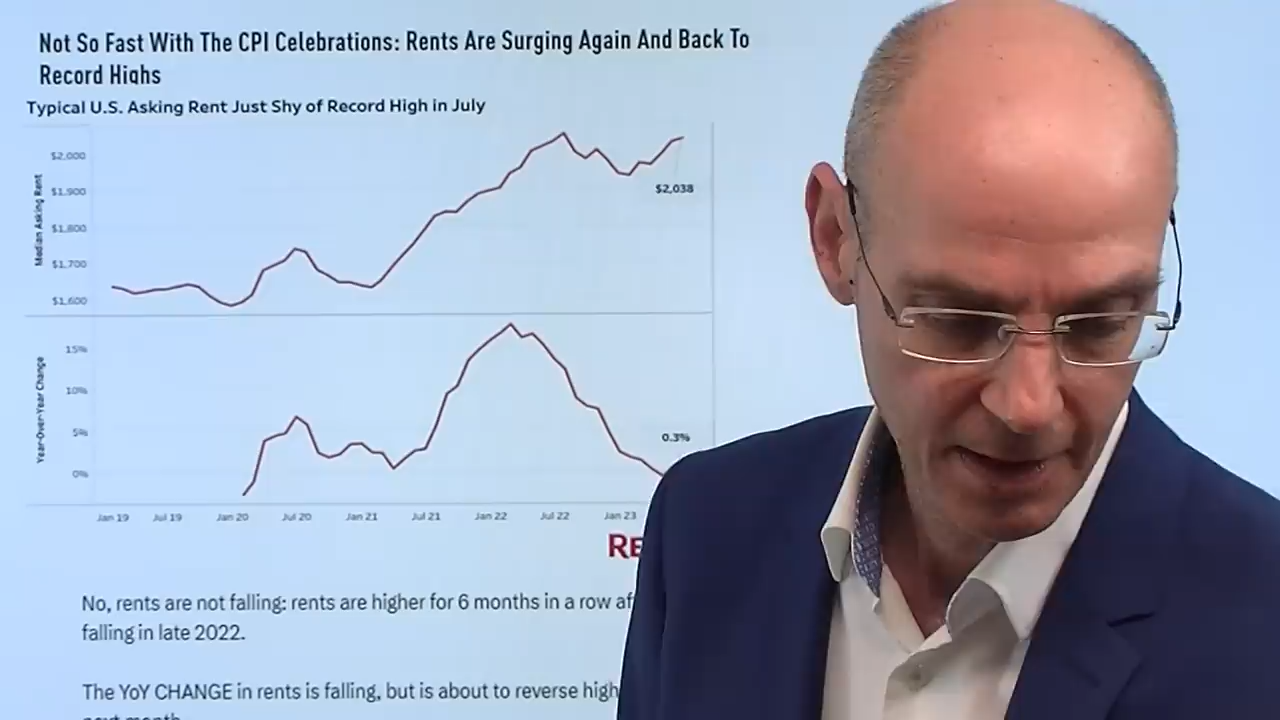 Not So Fast With The CPI Celebrations: Rents Are Surging Again And Back To
Record Highs
Typical U.S. Asking Rent Just Shy of Record High in July
Median Asking Rent
$2,000
$1,900
$1,800
$1,700
$1,600
$2,038
Year-Over-Year Change
15%
10%
5%
0%
0.3%
Jan 19 Jul 19 Jan 20 Jul 20 Jan 21 Jul 21 Jan 22 Jul 22 Jan 23
RE
No, rents are not falling: rents are higher for 6 months in a row af
falling in late 2022.
The YoY CHANGE in rents is falling, but is about to reverse high
next month